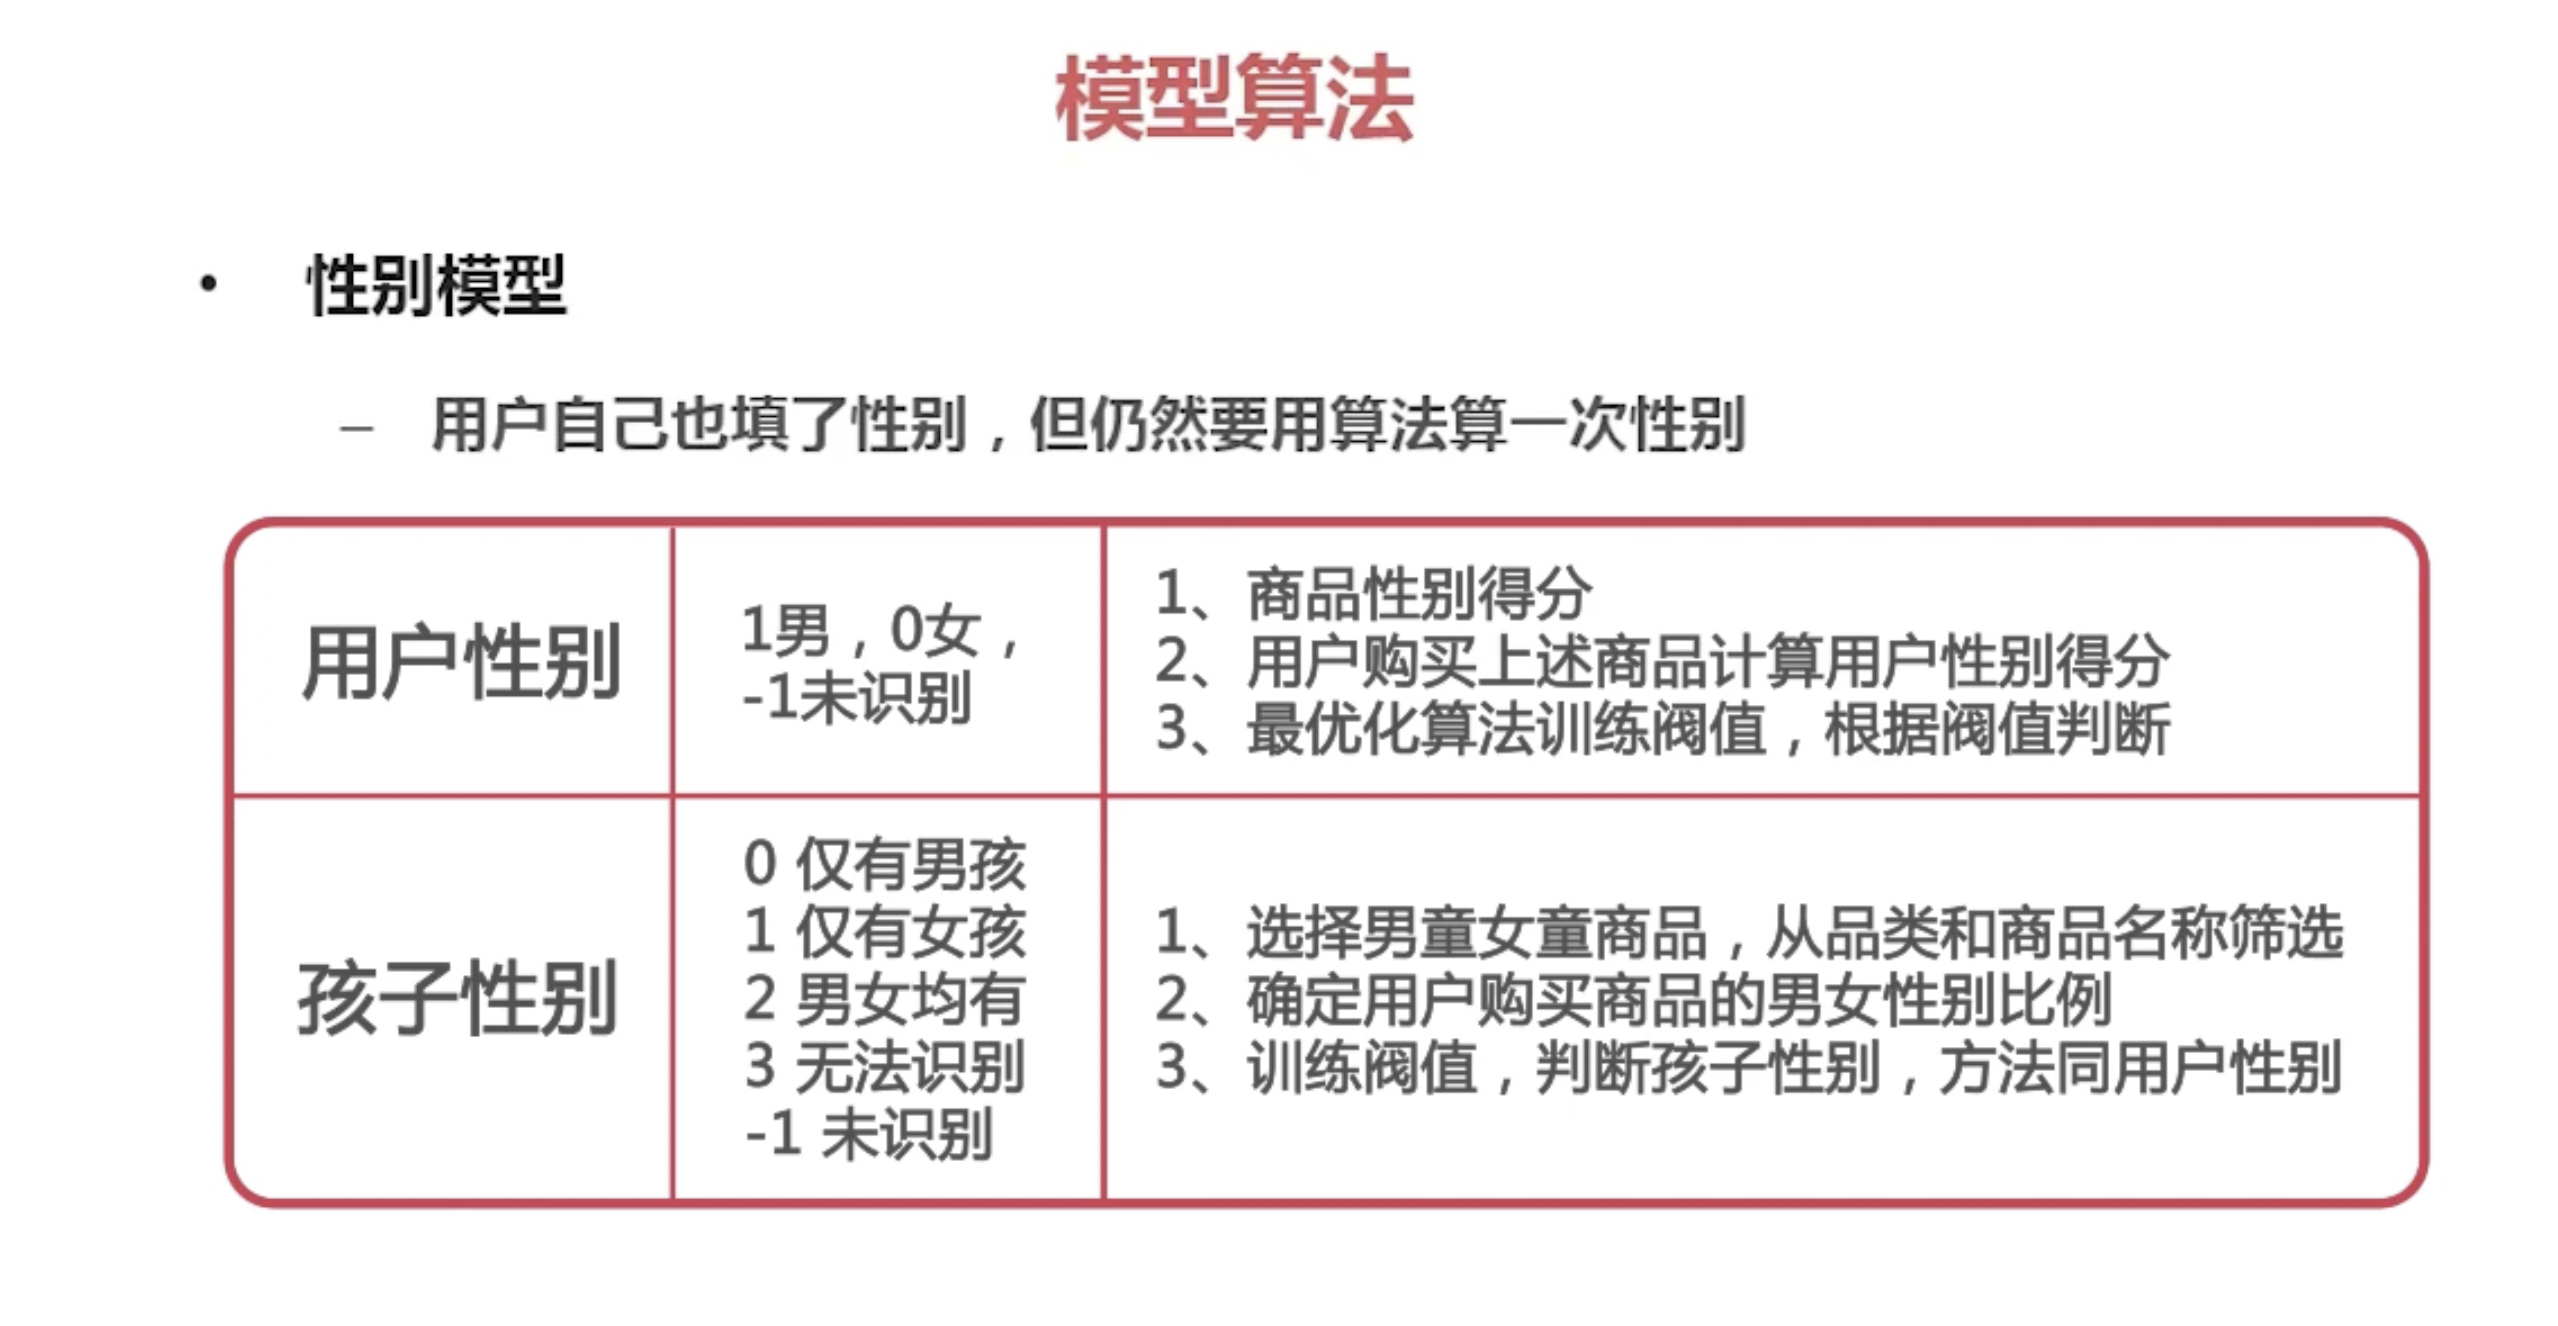 模型算法
• 性别模型
– 用户自己也填了性别，但仍然要用算法算一次性别
用户性别
1男，0女，
-1未识别
1、商品性别得分
2、用户购买上述商品计算用户性别得分
3、最优化算法训练阀值，根据阀值判断
孩子性别
0 仅有男孩
1 仅有女孩
2 男女均有
3 无法识别
-1 未识别
1、选择男童女童商品，从品类和商品名称筛选
2、确定用户购买商品的男女性别比例
3、训练阀值，判断孩子性别，方法同用户性别